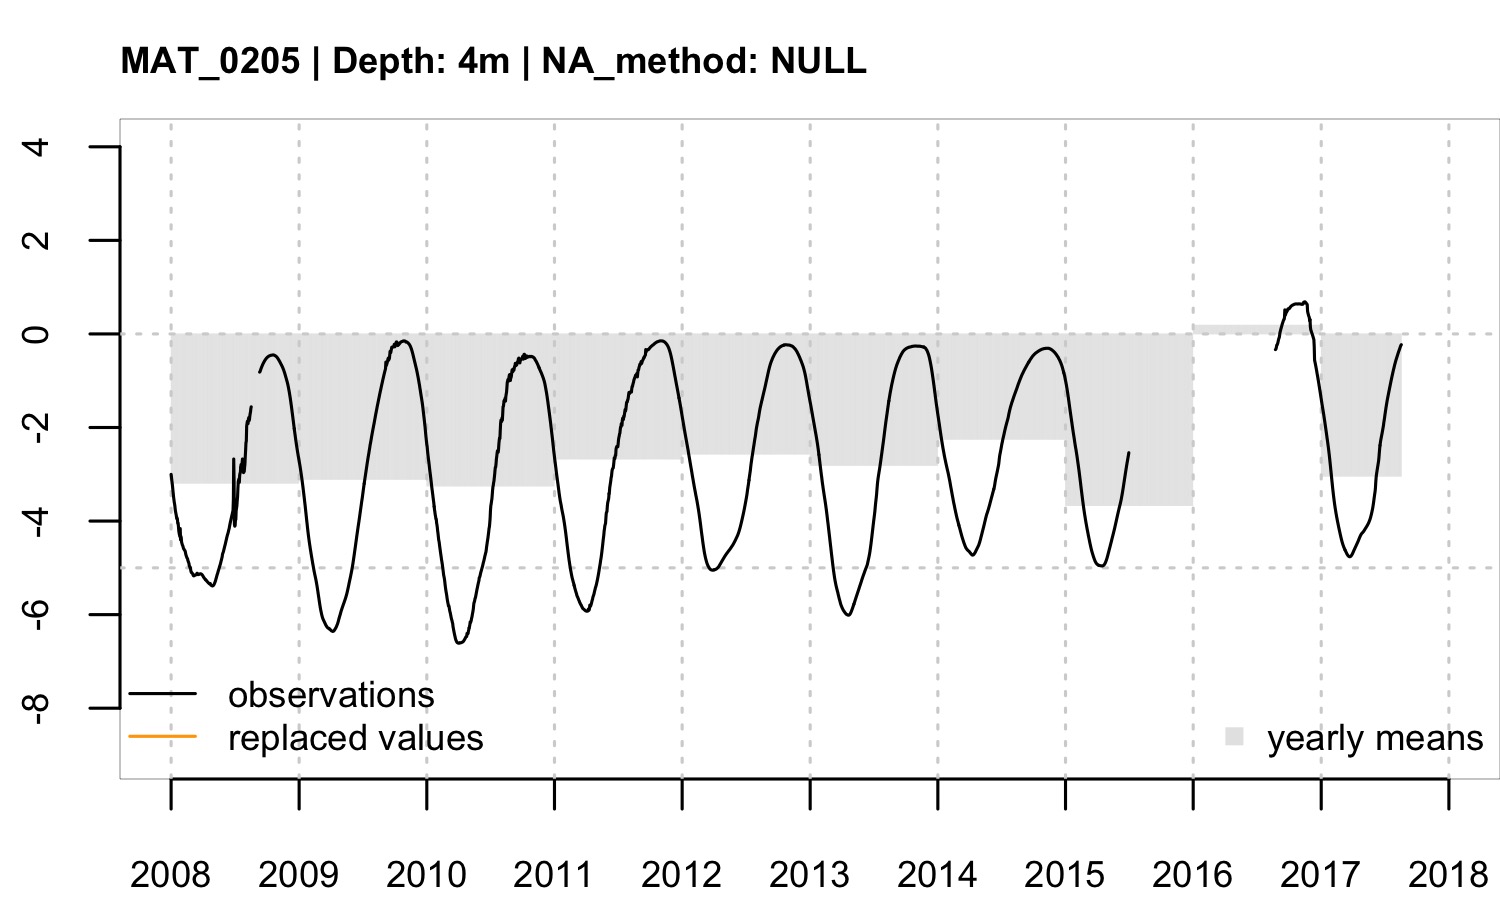 MAT_0205 | Depth: 4m | NA_method: NULL
4
2
0
-2
-4
-6
-8
observations
replaced values
yearly means
2008 2009 2010 2011 2012 2013 2014 2015 2016 2017 2018